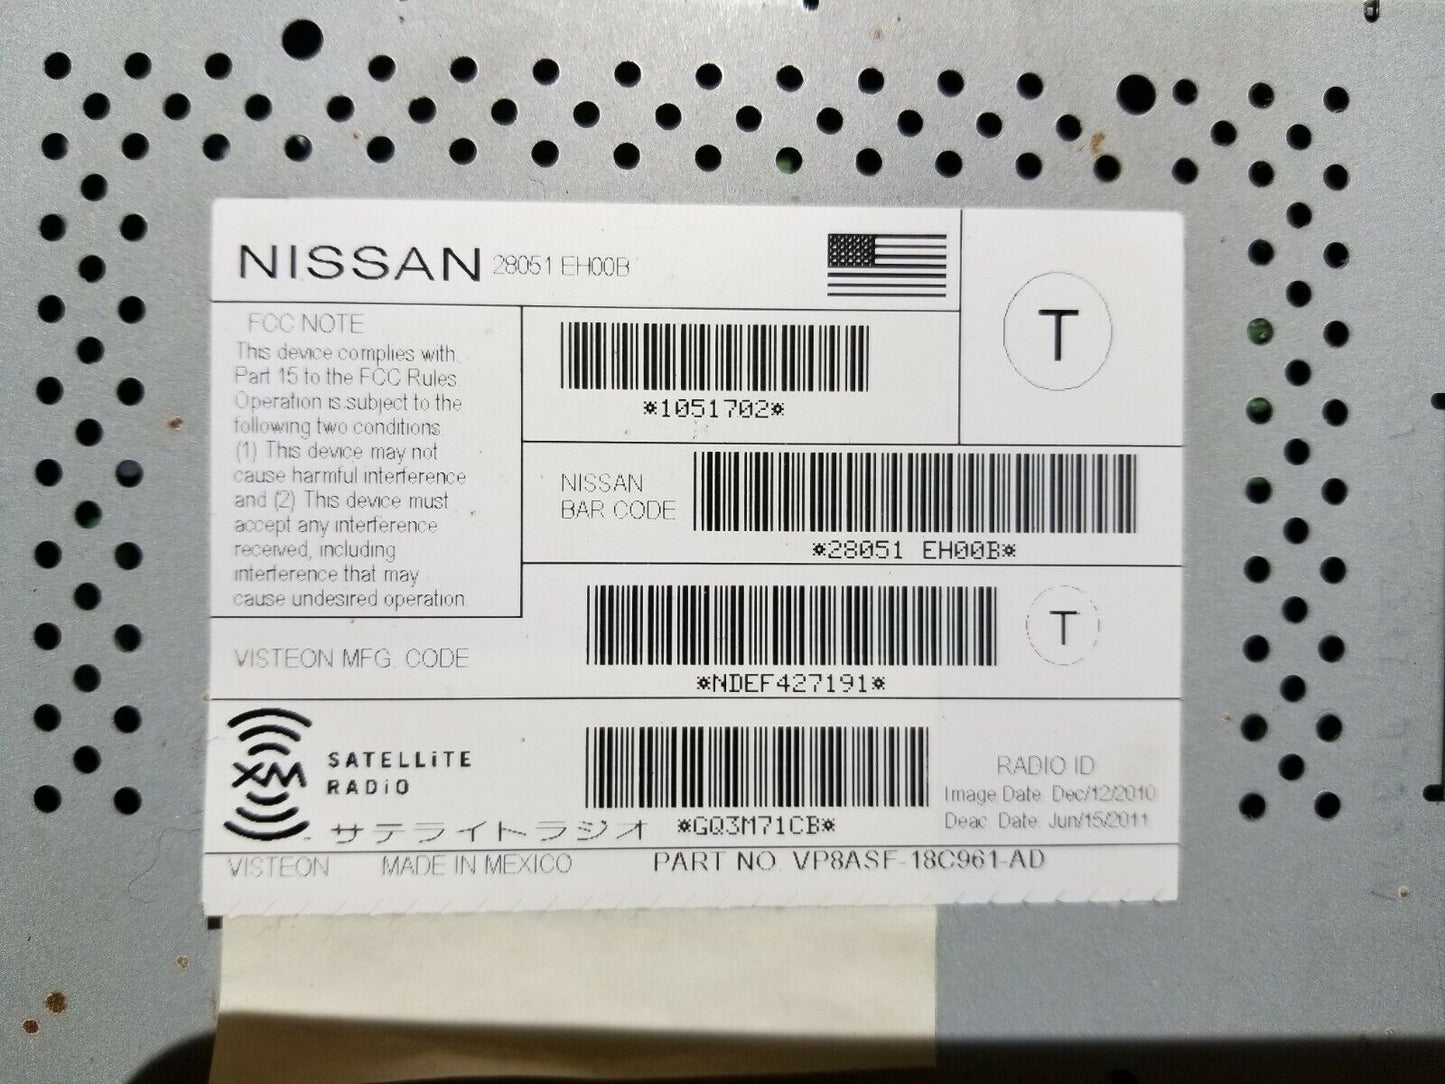 NISSAN 28051 EH00B
T
FCC NOTE
This device complies with
Part 15 to the FCC Rules.
Operation is subject to the
following two conditions
(1) This device may not
cause harmful interference
and (2) This device must
accept any interference
received, including
interference that may
cause undesired operation.
*1051702*
NISSAN
BAR CODE
*28051 EH00B*
VISTEON MFG. CODE
*NDEF427191*
T
XM SATELLiTE
RADiO
サテライトラジオ
*GQ3M71CB*
RADIO ID
Image Date: Dec/12/2010
Deac. Date: Jun/15/2011
VISTEON MADE IN MEXICO PART NO. VP8ASF-18C961-AD